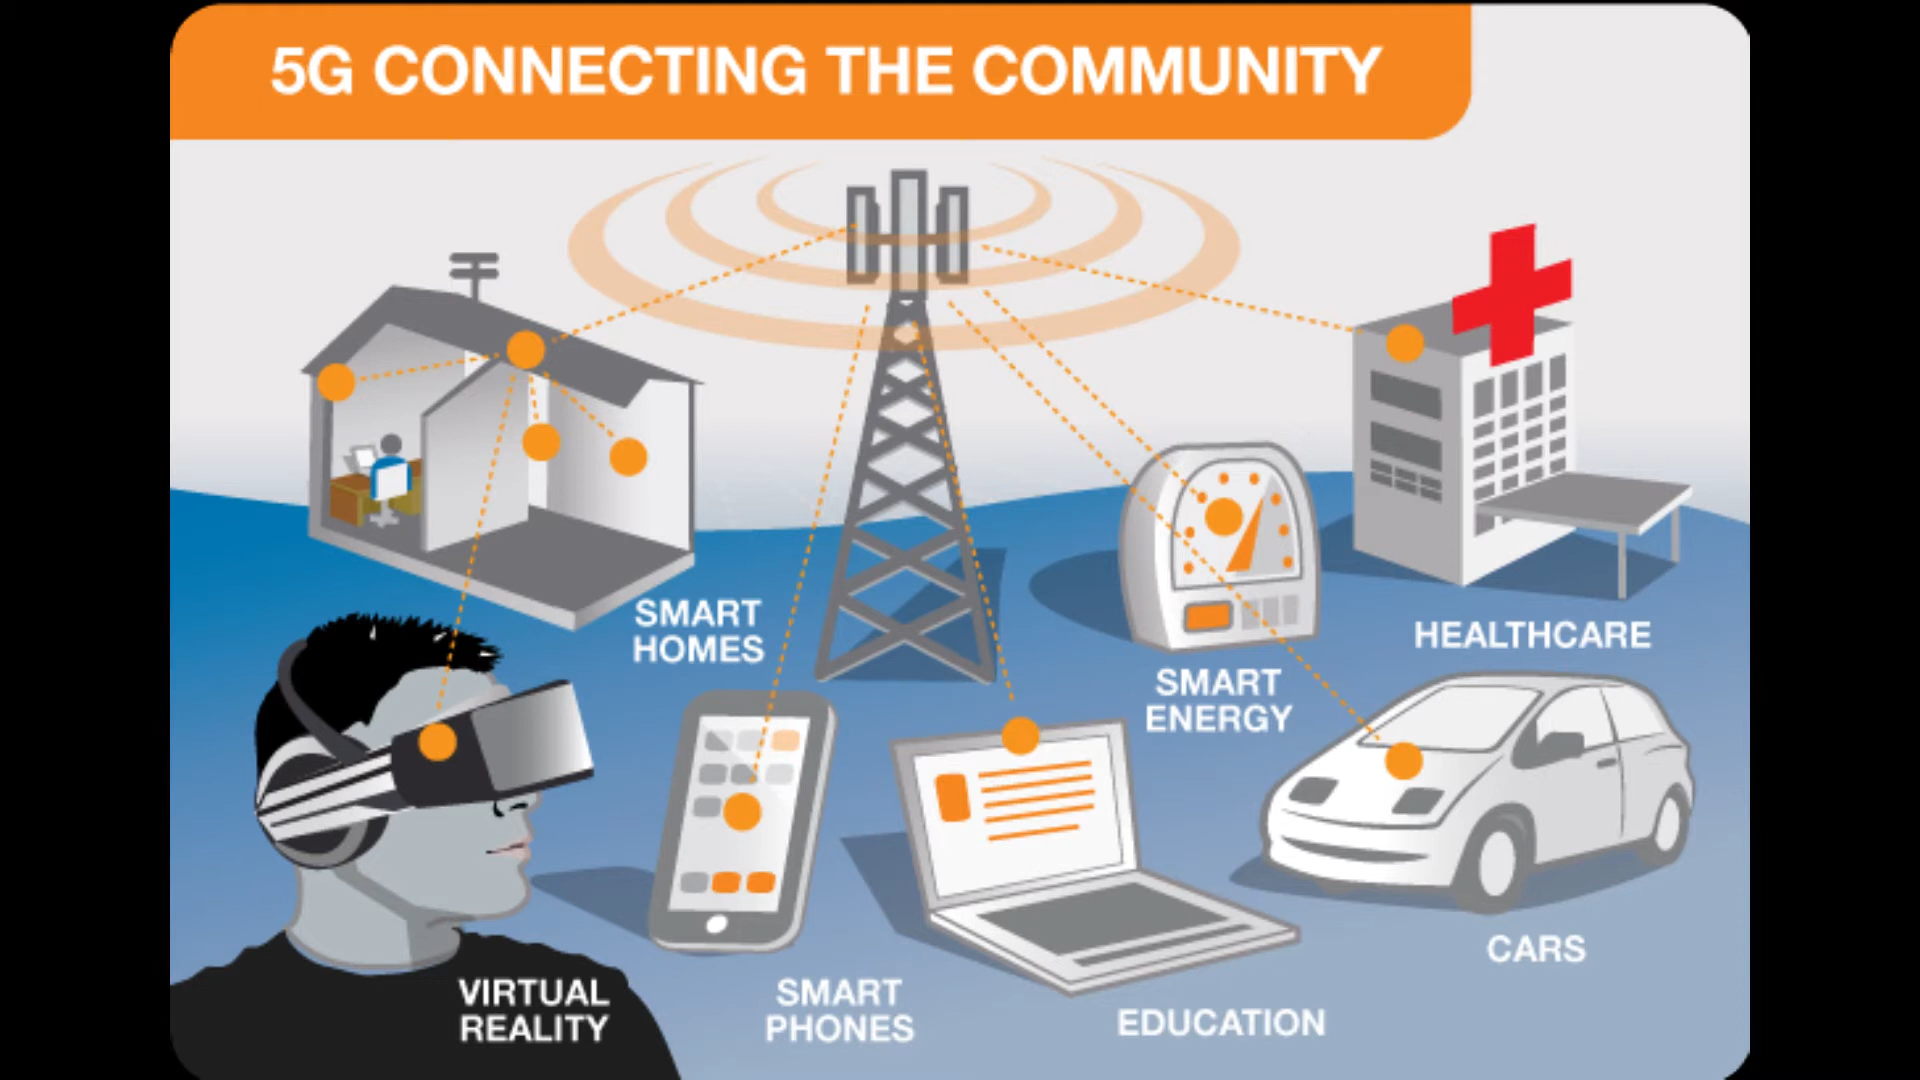 5G CONNECTING THE COMMUNITY
SMART
HOMES
HEALTHCARE
SMART
ENERGY
CARS
VIRTUAL
REALITY
SMART
PHONES
EDUCATION